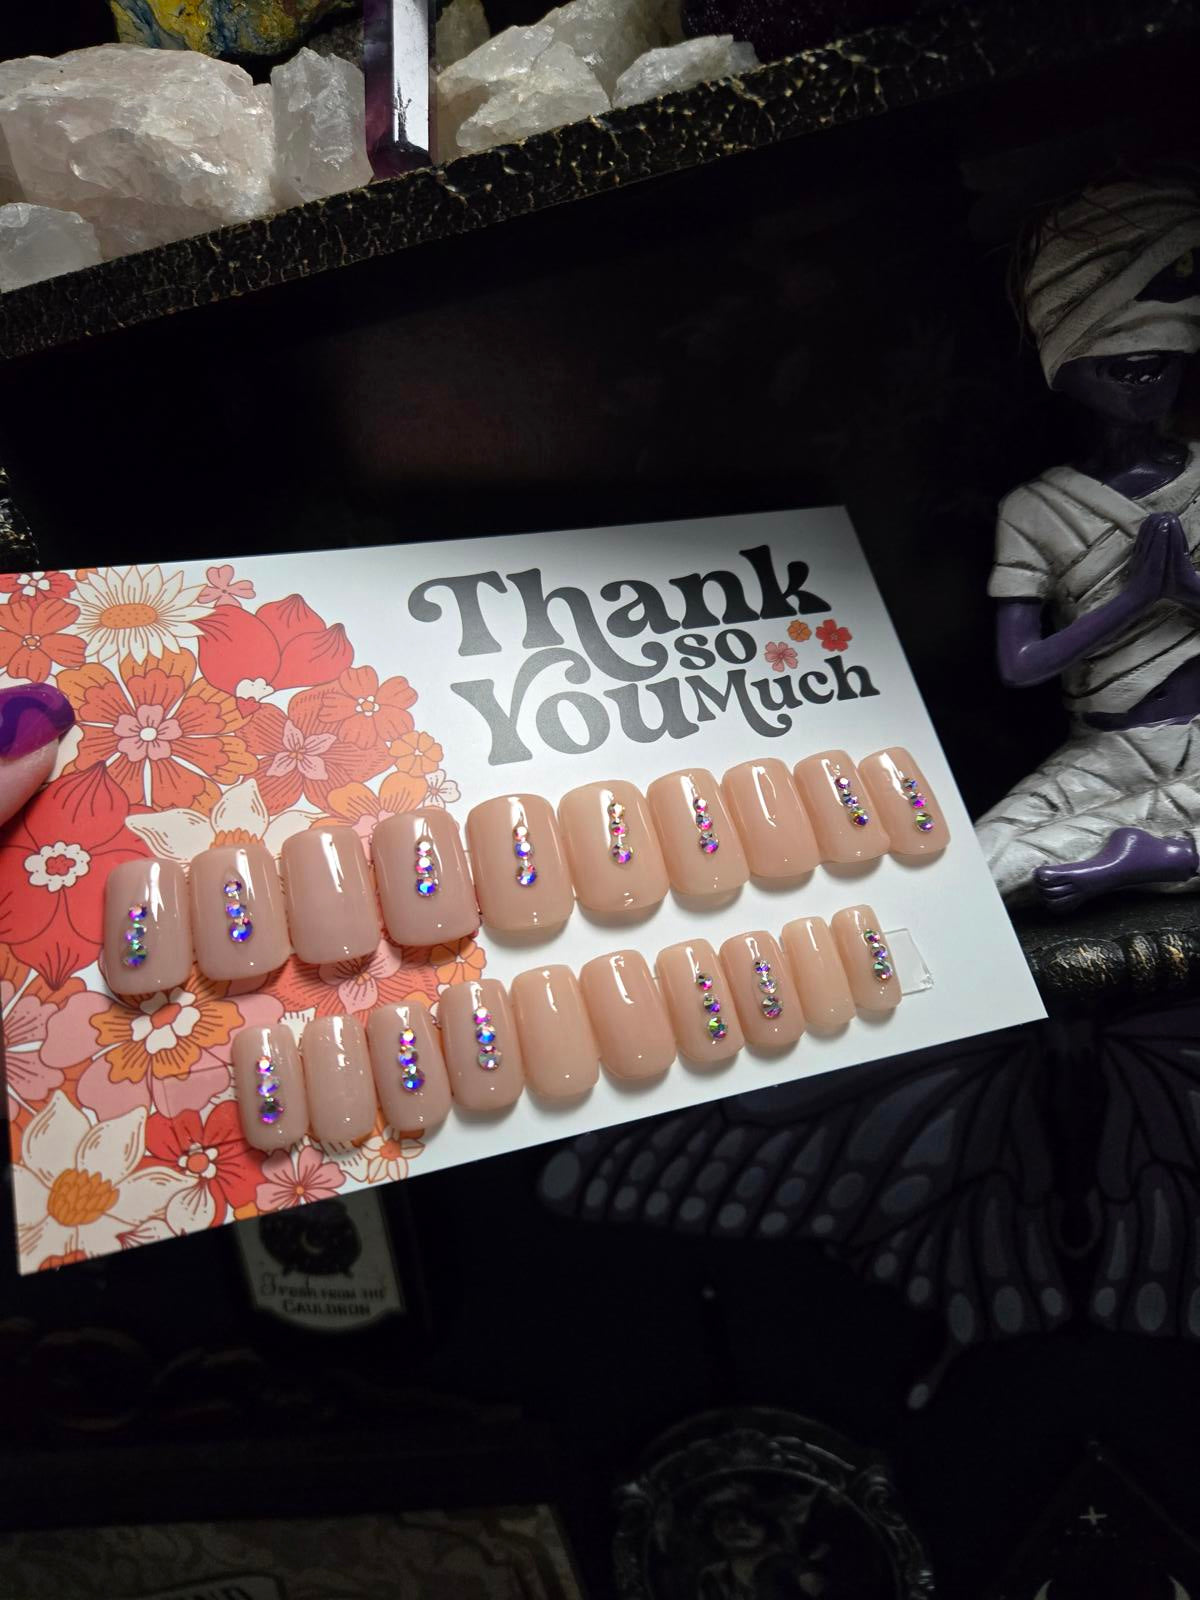 Thank
so
You Much
Fresh FROM THE
CAULDRON